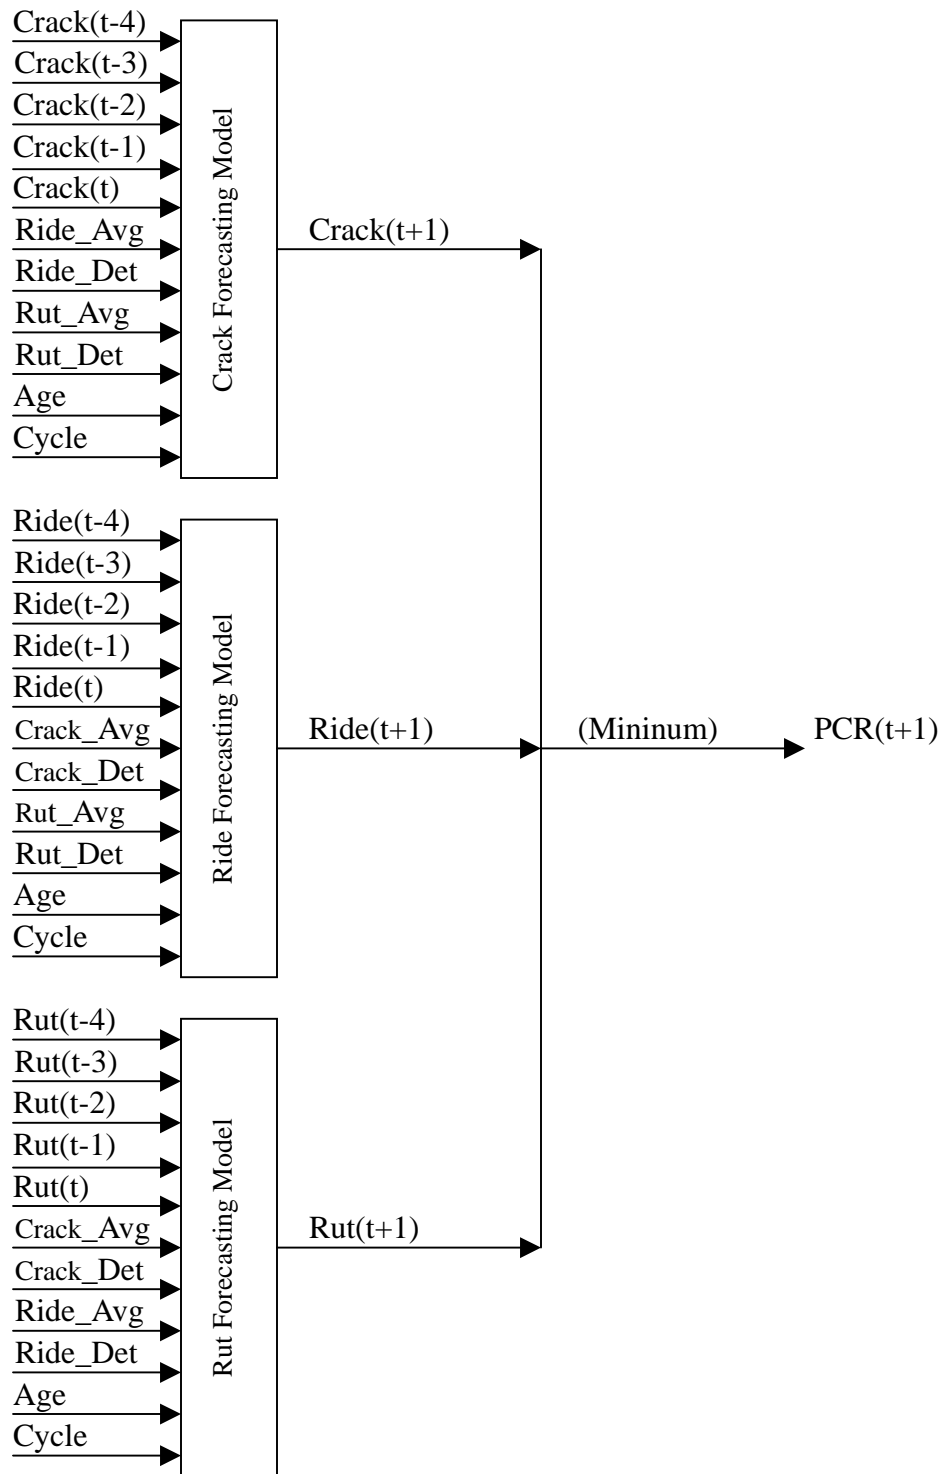 Crack(t-4)
Crack(t-3)
Crack(t-2)
Crack(t-1)
Crack(t)
Ride_Avg
Ride_Det
Rut_Avg
Rut_Det
Age
Cycle
Crack Forecasting Model
Crack(t+1)
Ride(t-4)
Ride(t-3)
Ride(t-2)
Ride(t-1)
Ride(t)
Crack_Avg
Crack_Det
Rut_Avg
Rut_Det
Age
Cycle
Ride Forecasting Model
Ride(t+1)
(Mininum)
PCR(t+1)
Rut(t-4)
Rut(t-3)
Rut(t-2)
Rut(t-1)
Rut(t)
Crack_Avg
Crack_Det
Ride_Avg
Ride_Det
Age
Cycle
Rut Forecasting Model
Rut(t+1)